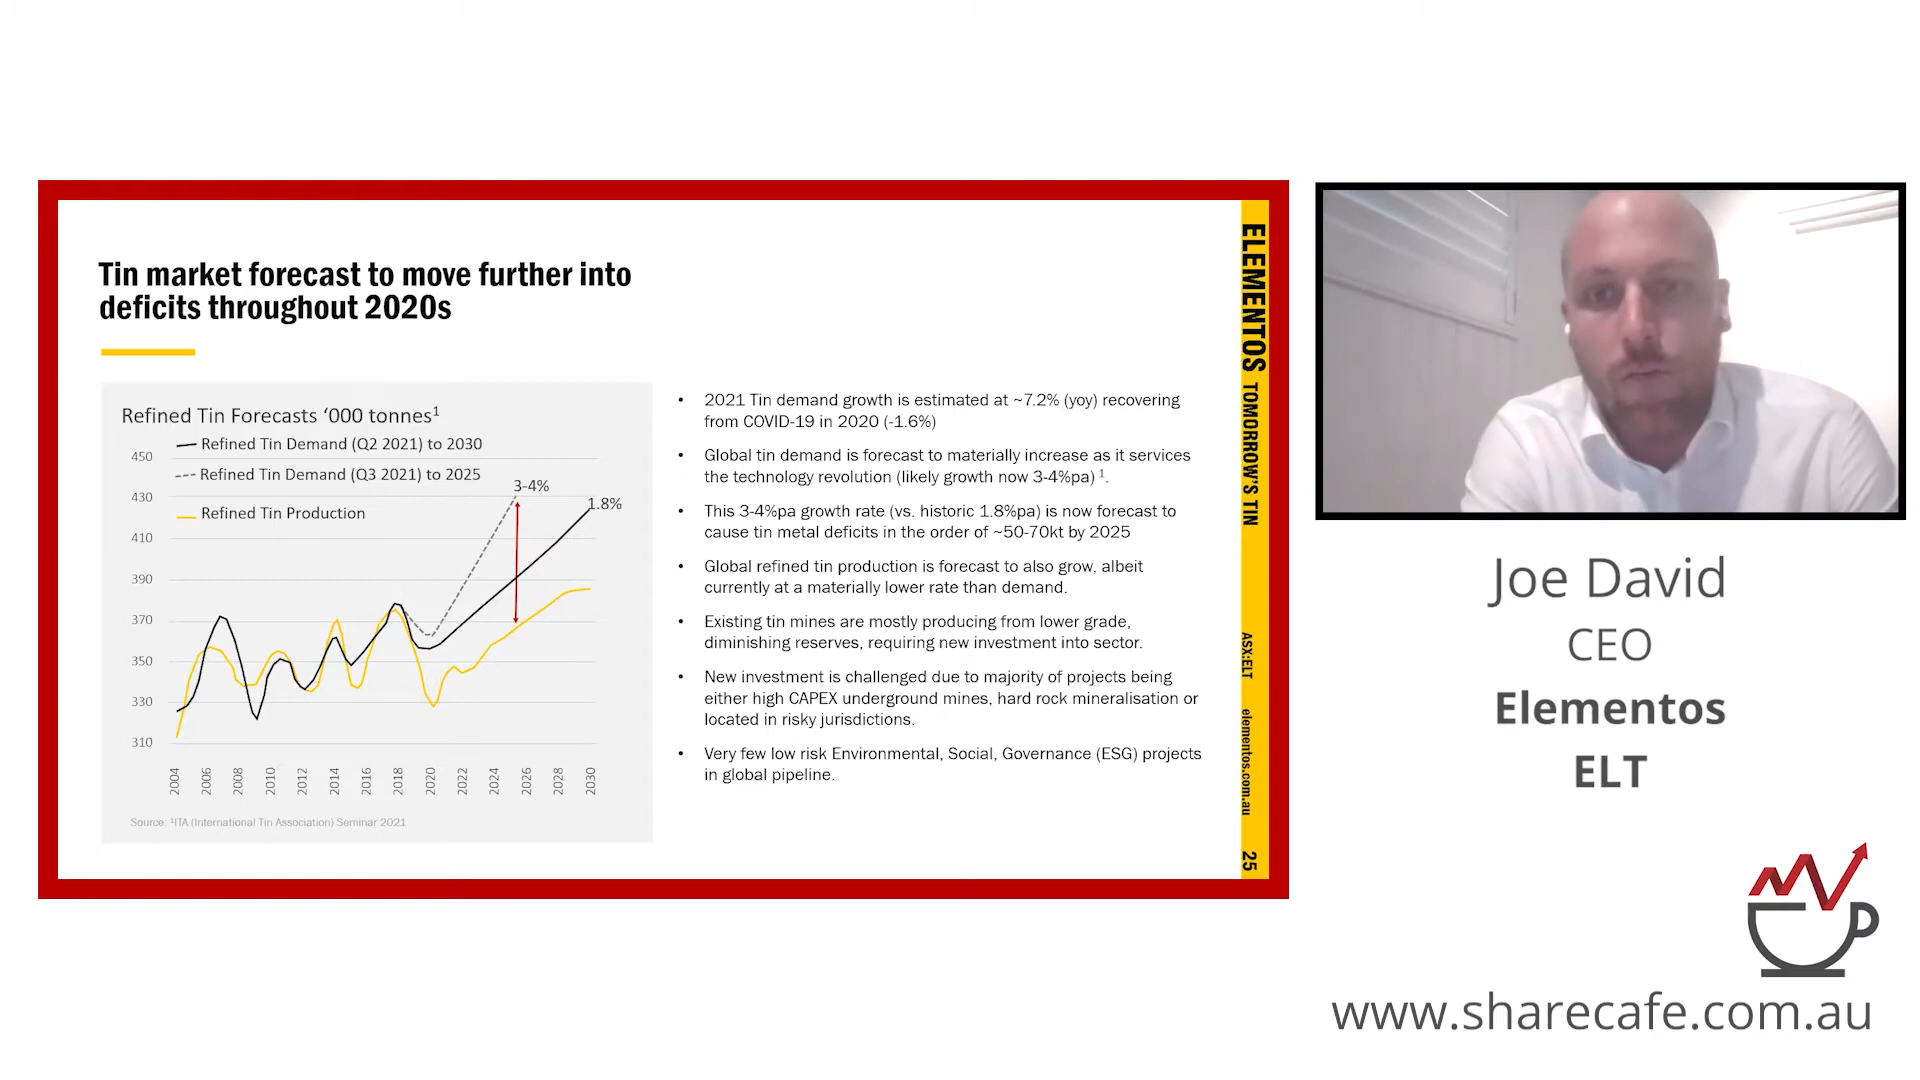 Tin market forecast to move further into
deficits throughout 2020s
Refined Tin Forecasts ‘000 tonnes¹
Refined Tin Demand (Q2 2021) to 2030
Refined Tin Demand (Q3 2021) to 2025
Refined Tin Production
450
430
410
390
370
350
330
310
3-4%
1.8%
2004
2006
2008
2010
2012
2014
2016
2018
2020
2022
2024
2026
2028
2030
Source: ¹ITA (International Tin Association) Seminar 2021
• 2021 Tin demand growth is estimated at ~7.2% (yoy) recovering
from COVID-19 in 2020 (-1.6%)
• Global tin demand is forecast to materially increase as it services
the technology revolution (likely growth now 3-4%pa) ¹.
• This 3-4%pa growth rate (vs. historic 1.8%pa) is now forecast to
cause tin metal deficits in the order of ~50-70kt by 2025
• Global refined tin production is forecast to also grow, albeit
currently at a materially lower rate than demand.
• Existing tin mines are mostly producing from lower grade,
diminishing reserves, requiring new investment into sector.
• New investment is challenged due to majority of projects being
either high CAPEX underground mines, hard rock mineralisation or
located in risky jurisdictions.
• Very few low risk Environmental, Social, Governance (ESG) projects
in global pipeline.
ELEMENTOS TOMORROW'S TIN
ASX:ELT
elementos.com.au
25
Joe David
CEO
Elementos
ELT
www.sharecafe.com.au